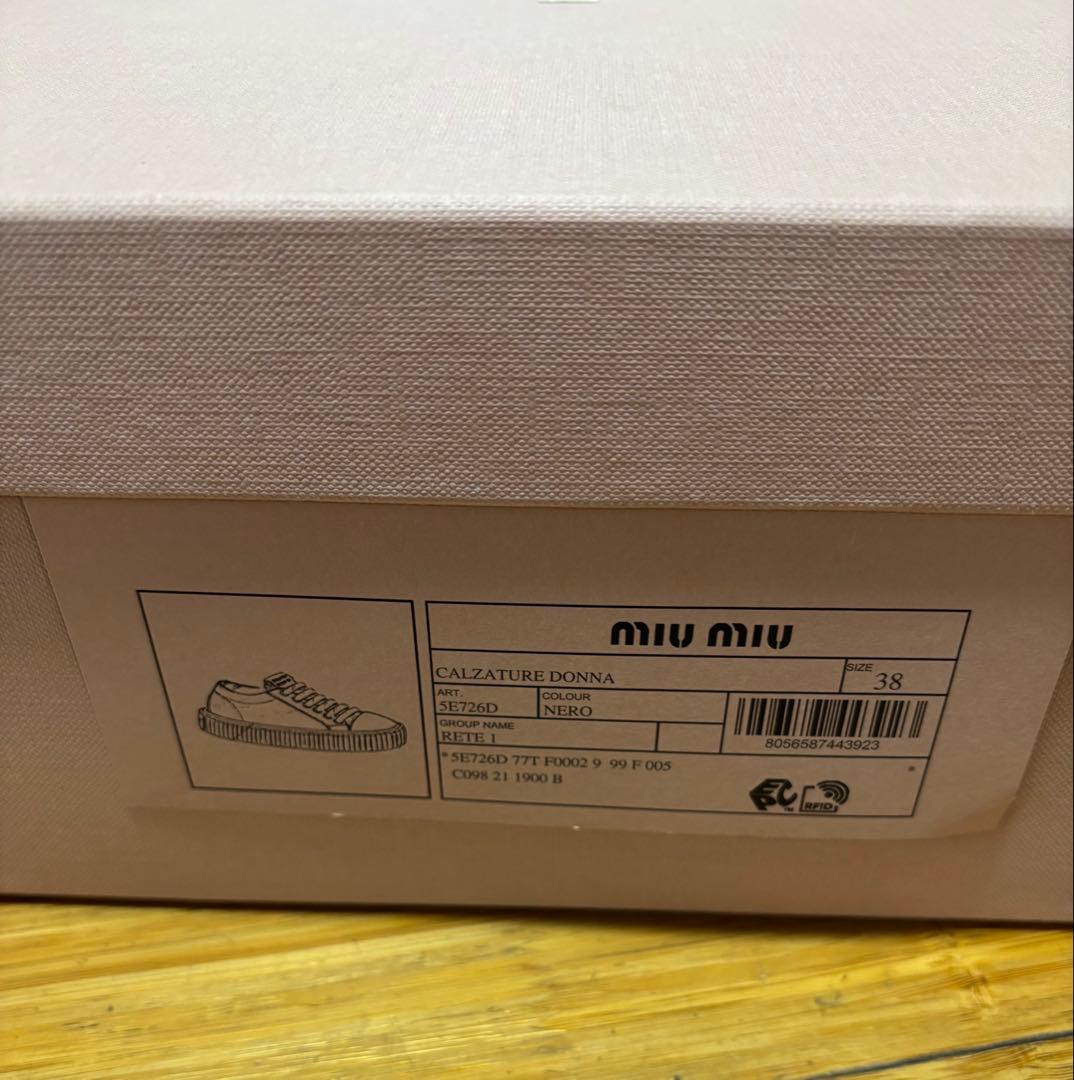 miu miu
CALZATURE DONNA
SIZE
38
ART.
5E726D
COLOUR
NERO
GROUP NAME
RETE 1
8056587443923
*5E726D 77T F0002 9 99 F 005 *
C098 21 1900 B
EPC™
RFID